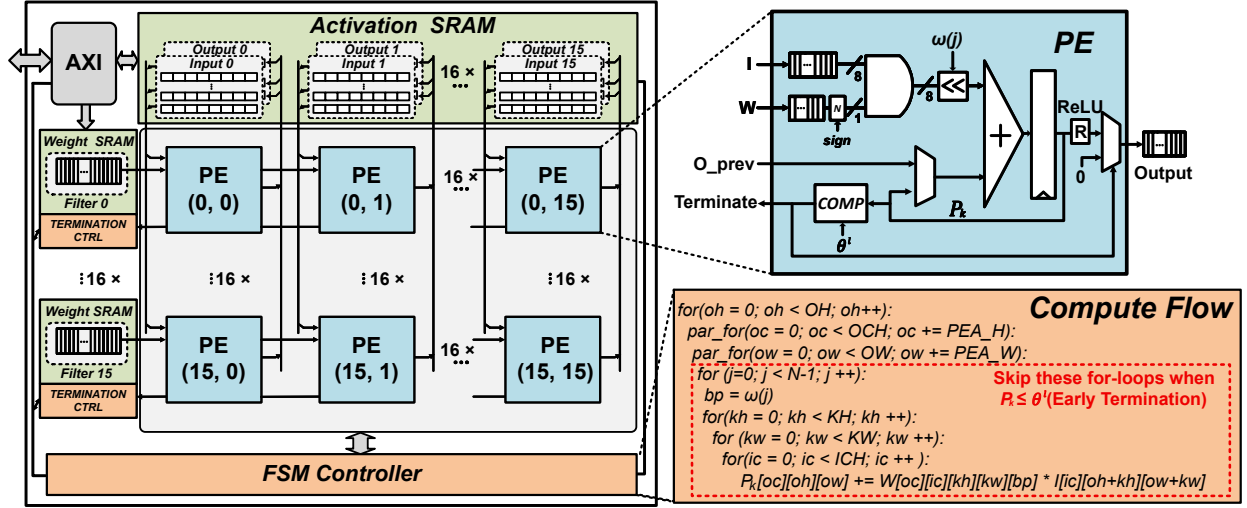 Activation SRAM
AXI
Output 0
Input 0
Output 1
Input 1
16 ×
Output 15
Input 15
Weight SRAM
Filter 0
TERMINATION
CTRL
PE
(0, 0)
PE
(0, 1)
PE
(0, 15)
16 ×
16 ×
16 ×
16 ×
Weight SRAM
Filter 15
TERMINATION
CTRL
PE
(15, 0)
PE
(15, 1)
16 ×
PE
(15, 15)
FSM Controller
PE
ω(j)
I
8
8
<<
W
N
1
sign
+
ReLU
R
O_prev
0
Output
Terminate
COMP
Pₖ
θˡ
Compute Flow
for(oh = 0; oh < OH; oh++):
par_for(oc = 0; oc < OCH; oc += PEA_H):
par_for(ow = 0; ow < OW; ow += PEA_W):
for (j=0; j < N-1; j ++):
bp = ω(j)
for(kh = 0; kh < KH; kh ++):
for (kw = 0; kw < KW; kw ++):
for(ic = 0; ic < ICH; ic ++ ):
Pₖ[oc][oh][ow] += W[oc][ic][kh][kw][bp] * I[ic][oh+kh][ow+kw]
Skip these for-loops when
Pₖ ≤ θˡ(Early Termination)